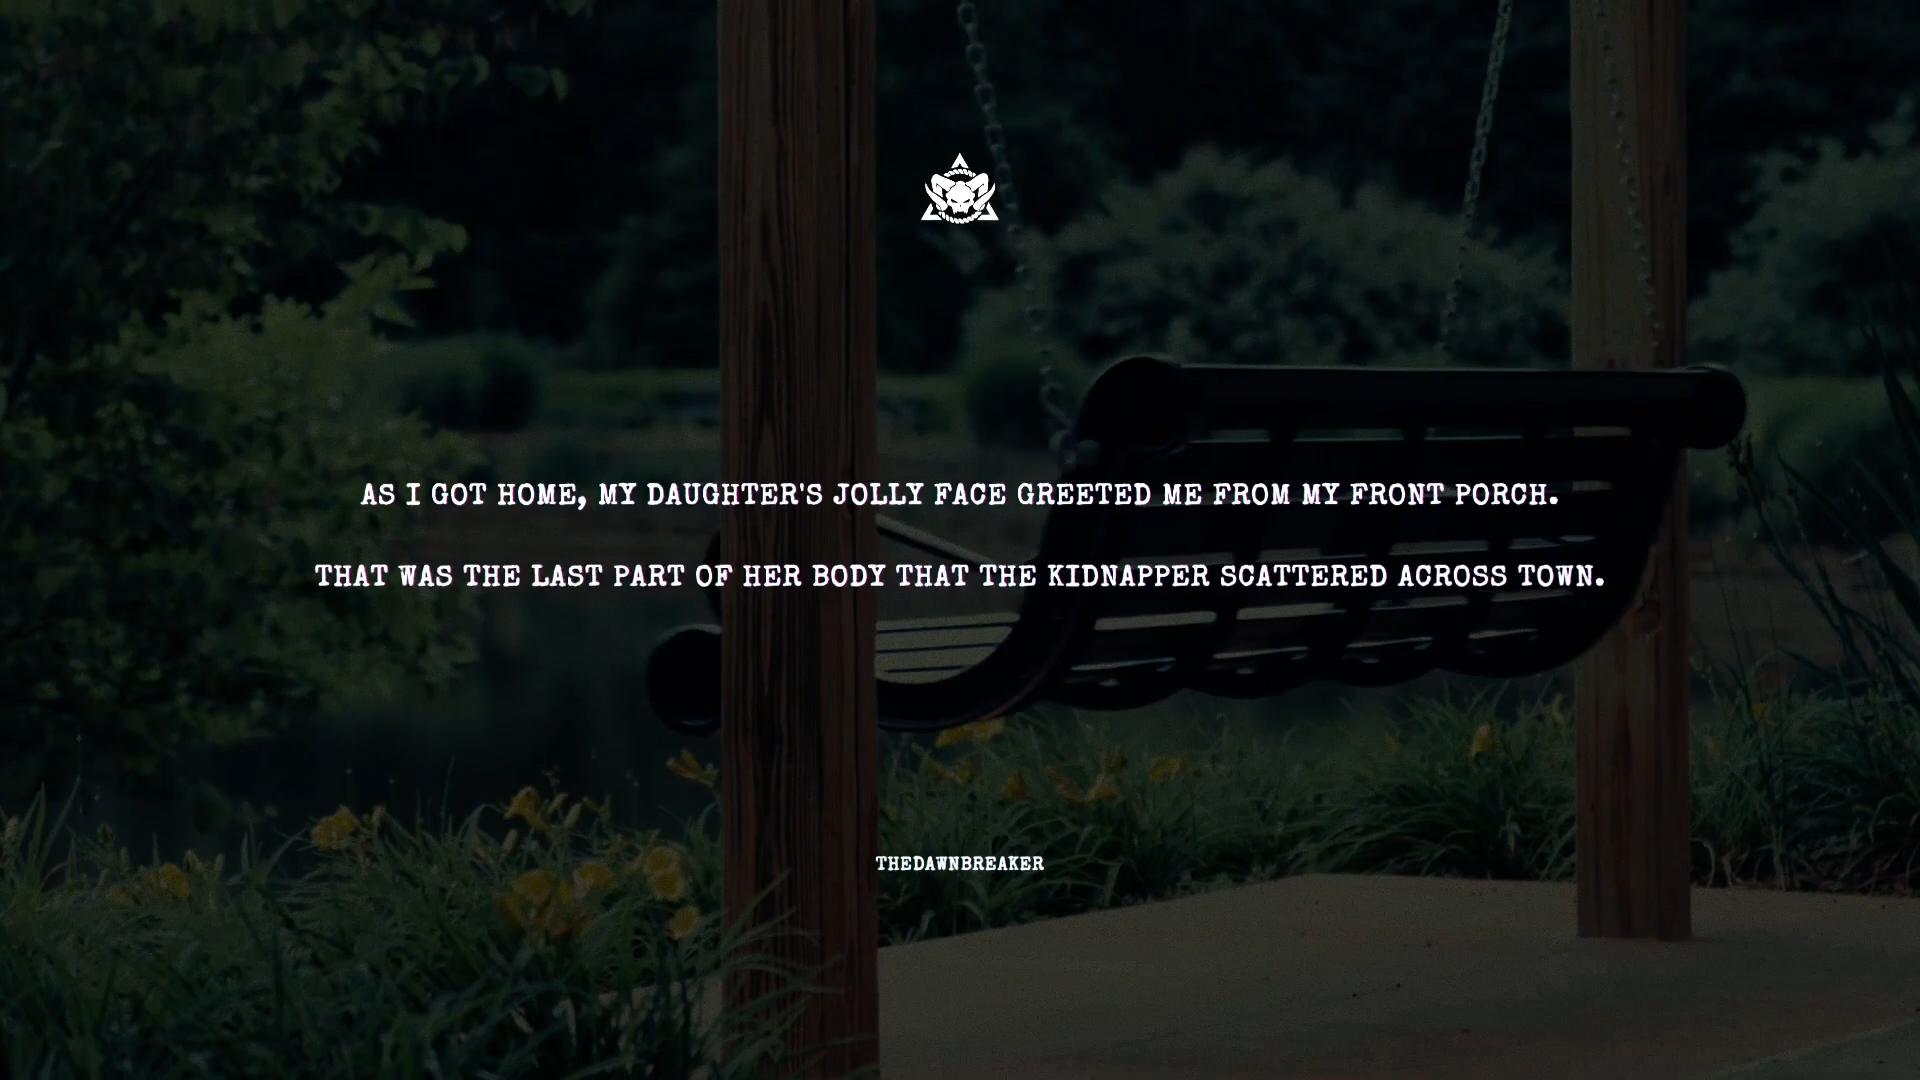 AS I GOT HOME, MY DAUGHTER'S JOLLY FACE GREETED ME FROM MY FRONT PORCH.
THAT WAS THE LAST PART OF HER BODY THAT THE KIDNAPPER SCATTERED ACROSS TOWN.
THEDAWNBREAKER